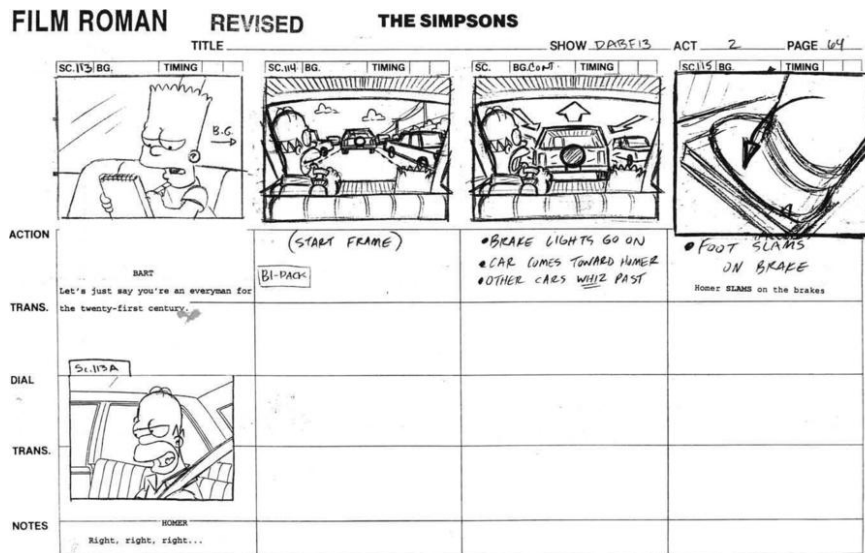 FILM ROMAN REVISED THE SIMPSONS
TITLE SHOW DABF13 ACT 2 PAGE 64
SC. 113 BG. TIMING
SC. 114 BG. TIMING
SC. BG. CONT. TIMING
SC. 115 BG. TIMING
B.G.
ACTION
BART
Let's just say you're an everyman for
the twenty-first century.
(START FRAME)
BI-PACK
• BRAKE LIGHTS GO ON
• CAR COMES TOWARD HOMER
• OTHER CARS WHIZ PAST
• FOOT SLAMS
ON BRAKE
Homer SLAMS on the brakes
TRANS.
Sc. 113A
DIAL
TRANS.
NOTES
HOMER
Right, right, right...